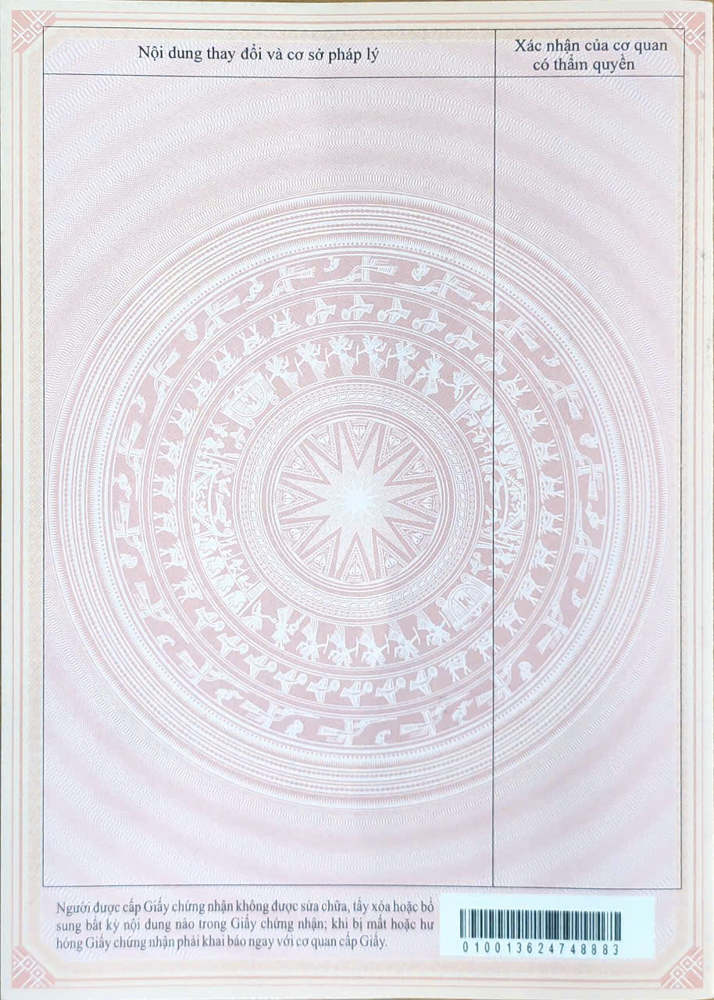 Nội dung thay đổi và cơ sở pháp lý
Xác nhận của cơ quan
có thẩm quyền
Người được cấp Giấy chứng nhận không được sửa chữa, tẩy xóa hoặc bổ
sung bất kỳ nội dung nào trong Giấy chứng nhận; khi bị mất hoặc hư
hỏng Giấy chứng nhận phải khai báo ngay với cơ quan cấp Giấy.
010013624748883